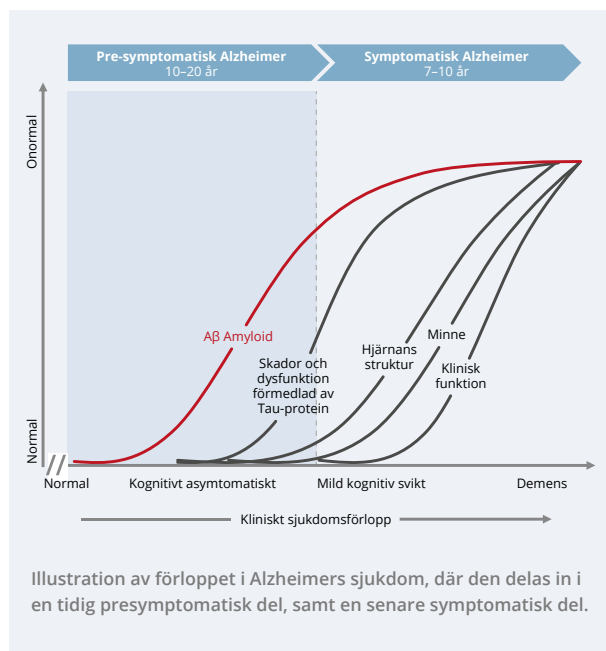 Pre-symptomatisk Alzheimer
10–20 år
Symptomatisk Alzheimer
7–10 år
Onormal
Normal
Aβ Amyloid
Skador och
dysfunktion
förmedlad av
Tau-protein
Hjärnans
struktur
Minne
Klinisk
funktion
Normal
Kognitivt asymtomatiskt
Mild kognitiv svikt
Demens
Kliniskt sjukdomsförlopp
Illustration av förloppet i Alzheimers sjukdom, där den delas in i
en tidig presymptomatisk del, samt en senare symptomatisk del.